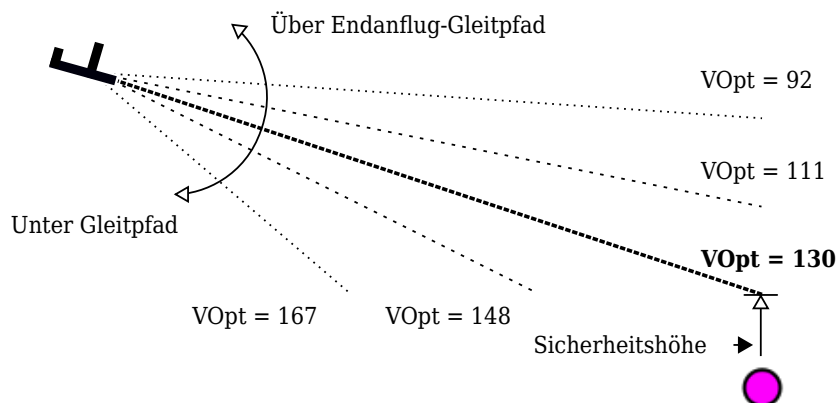 Über Endanflug-Gleitpfad
VOpt = 92
VOpt = 111
Unter Gleitpfad
VOpt = 130
VOpt = 167
VOpt = 148
Sicherheitshöhe